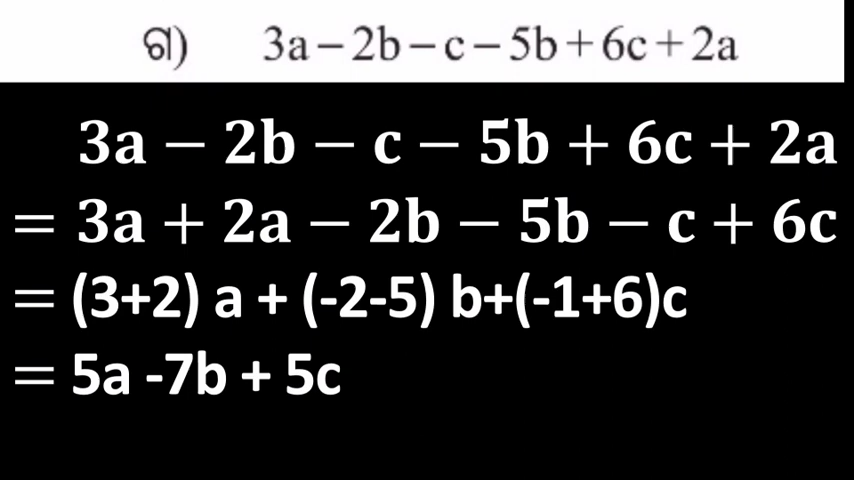 ଗ) 3a – 2b – c – 5b + 6c + 2a
3a − 2b − c − 5b + 6c + 2a
= 3a + 2a − 2b − 5b − c + 6c
= (3+2) a + (-2-5) b+(-1+6)c
= 5a -7b + 5c